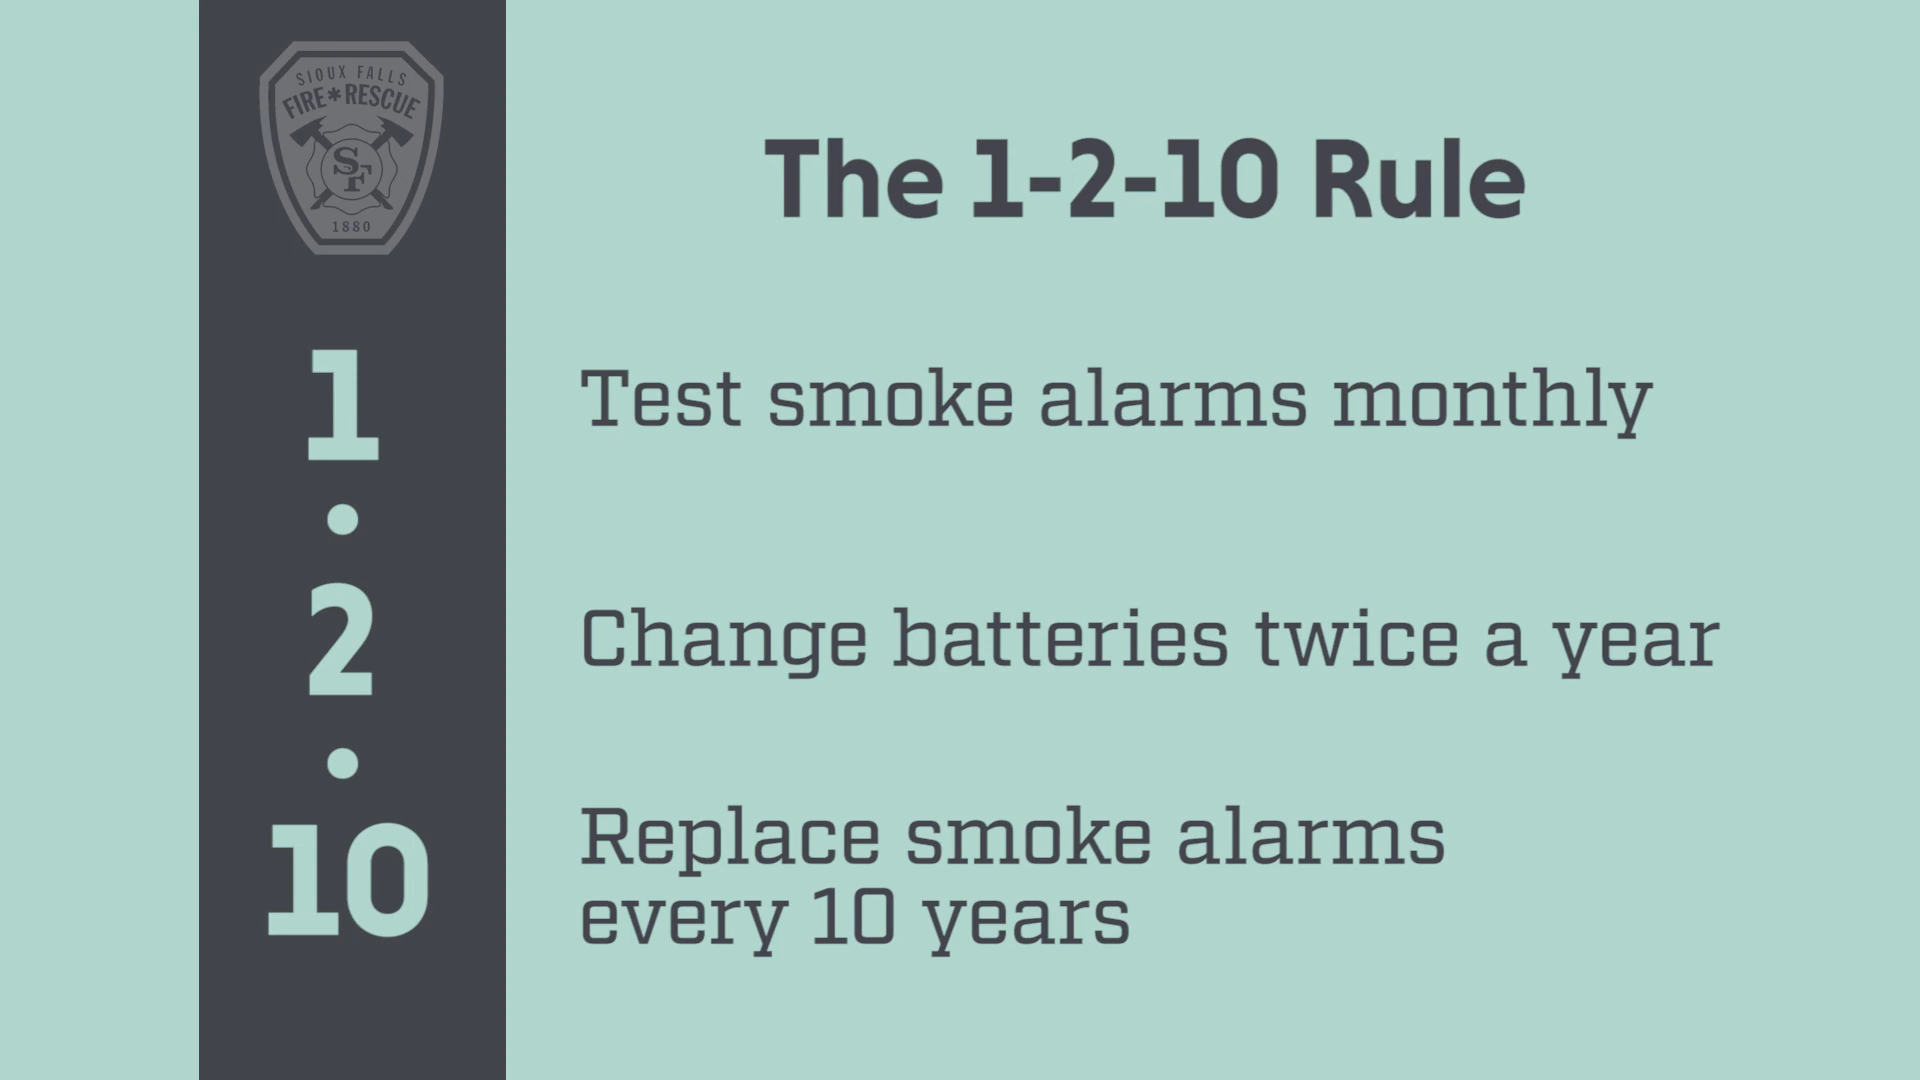 SIOUX FALLS
FIRE*RESCUE
SF
1880
The 1-2-10 Rule
1
Test smoke alarms monthly
2
Change batteries twice a year
10
Replace smoke alarms
every 10 years